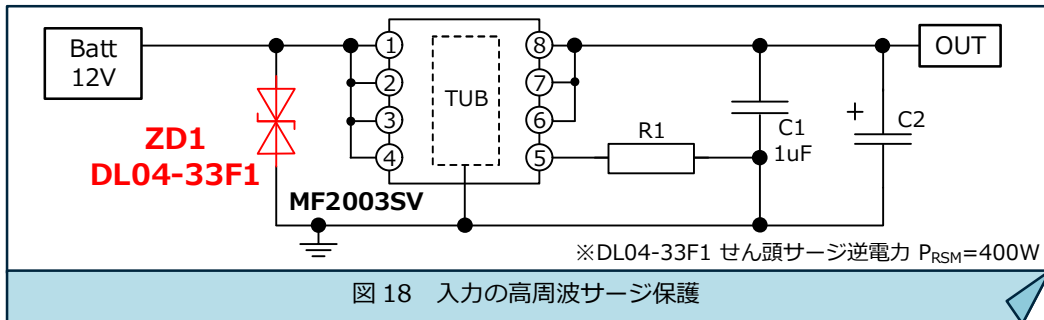 Batt
12V
ZD1
DL04-33F1
1
2
3
4
TUB
8
7
6
5
MF2003SV
R1
C1
1uF
+
C2
OUT
※DL04-33F1 せん頭サージ逆電力 PRSM=400W
図 18 入力の高周波サージ保護